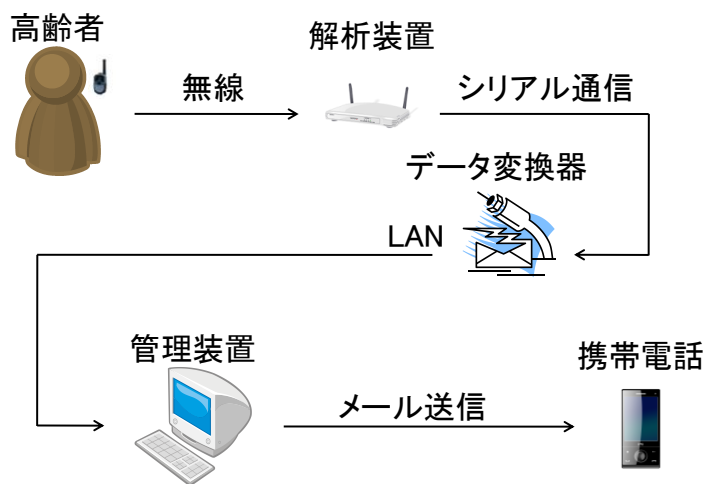 高齢者
解析装置
無線
シリアル通信
データ変換器
LAN
管理装置
携帯電話
メール送信